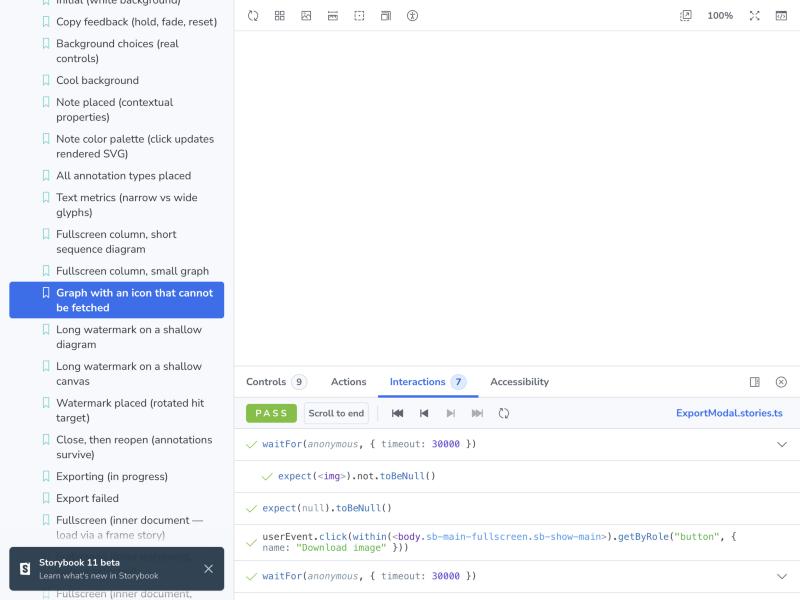 Initial (white background)
Copy feedback (hold, fade, reset)
Background choices (real
controls)
Cool background
Note placed (contextual
properties)
Note color palette (click updates
rendered SVG)
All annotation types placed
Text metrics (narrow vs wide
glyphs)
Fullscreen column, short
sequence diagram
Fullscreen column, small graph
Graph with an icon that cannot
be fetched
Long watermark on a shallow
diagram
Long watermark on a shallow
canvas
Watermark placed (rotated hit
target)
Close, then reopen (annotations
survive)
Exporting (in progress)
Export failed
Fullscreen (inner document —
load via a frame story)
Storybook 11 beta
Learn what's new in Storybook
Fullscreen (inner document,
100%
Controls 9 Actions Interactions 7 Accessibility
PASS Scroll to end ExportModal.stories.ts
waitFor(anonymous, { timeout: 30000 })
expect(<img>).not.toBeNull()
expect(null).toBeNull()
userEvent.click(within(<body.sb-main-fullscreen.sb-show-main>).getByRole("button", {
name: "Download image" }))
waitFor(anonymous, { timeout: 30000 })